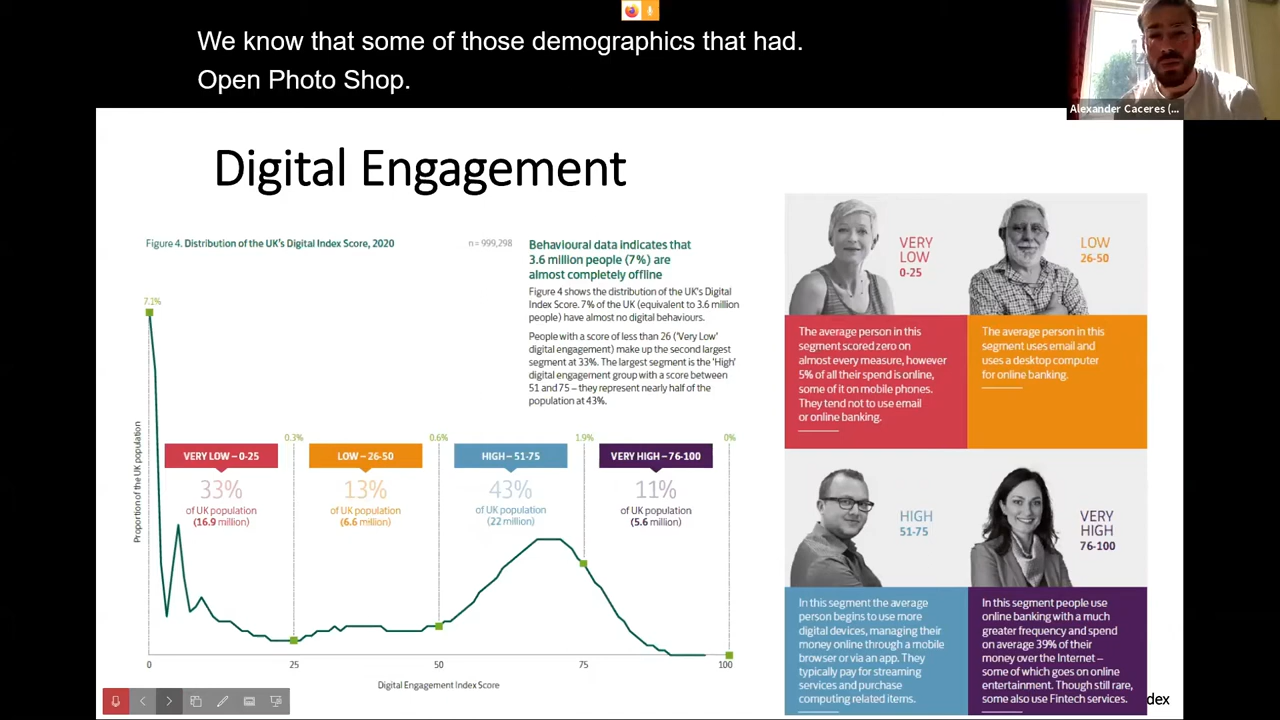 We know that some of those demographics that had.
Open Photo Shop.
Alexander Caceres (...
Digital Engagement
Figure 4. Distribution of the UK's Digital Index Score, 2020
n = 999,298
Behavioural data indicates that
3.6 million people (7%) are
almost completely offline
Figure 4 shows the distribution of the UK's Digital
Index Score. 7% of the UK (equivalent to 3.6 million
people) have almost no digital behaviours.
People with a score of less than 26 ('Very Low'
digital engagement) make up the second largest
segment at 33%. The largest segment is the 'High'
digital engagement group with a score between
51 and 75 – they represent nearly half of the
population at 43%.
7.1%
0.3%
0.6%
1.9%
0%
Proportion of the UK population
VERY LOW – 0-25
33%
of UK population
(16.9 million)
LOW – 26-50
13%
of UK population
(6.6 million)
HIGH – 51-75
43%
of UK population
(22 million)
VERY HIGH – 76-100
11%
of UK population
(5.6 million)
0
25
50
75
100
Digital Engagement Index Score
VERY
LOW
0-25
The average person in this
segment scored zero on
almost every measure, however
5% of all their spend is online,
some of it on mobile phones.
They tend not to use email
or online banking.
LOW
26-50
The average person in this
segment uses email and
uses a desktop computer
for online banking.
HIGH
51-75
In this segment the average
person begins to use more
digital devices, managing their
money online through a mobile
browser or via an app. They
typically pay for streaming
services and purchase
computing related items.
VERY
HIGH
76-100
In this segment people use
online banking with a much
greater frequency and spend
on average 39% of their
money over the Internet –
some of which goes on online
entertainment. Though still rare,
some also use Fintech services.
dex